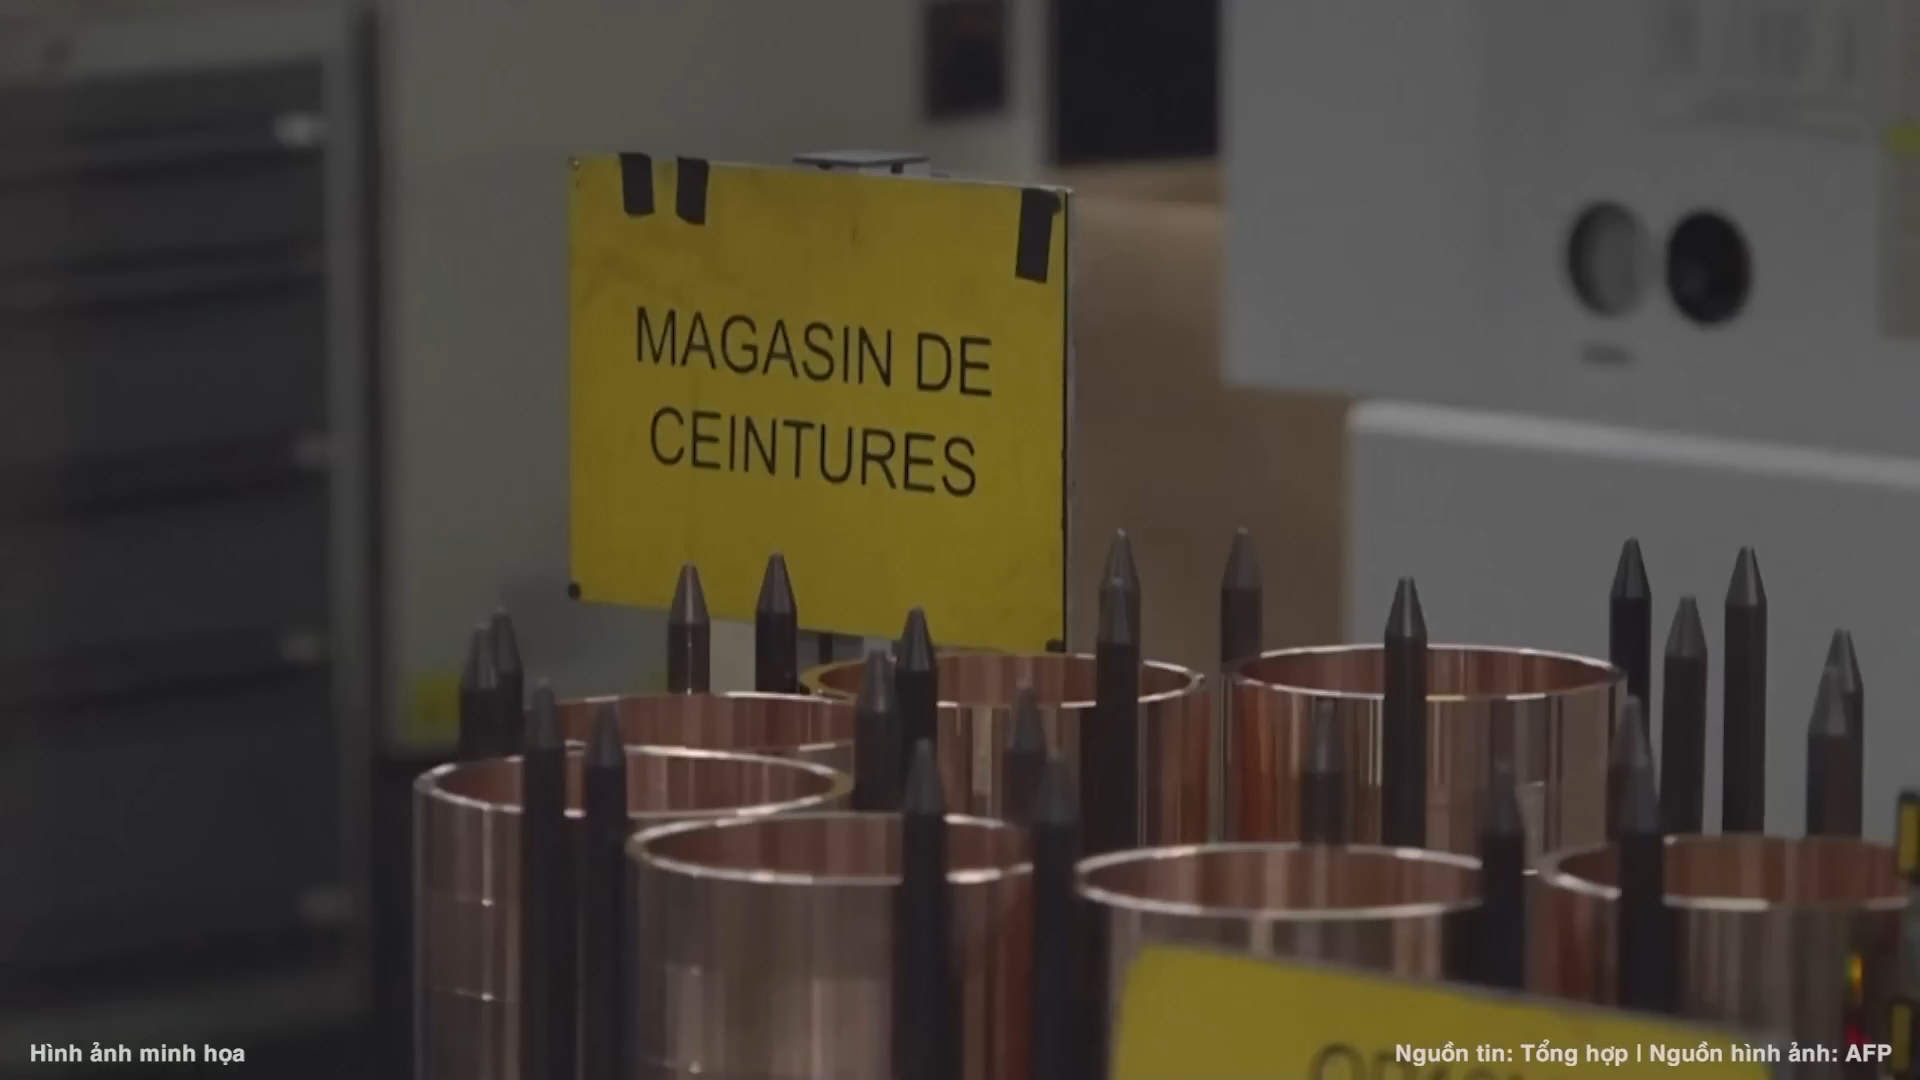 MAGASIN DE
CEINTURES
Hình ảnh minh họa
Nguồn tin: Tổng hợp | Nguồn hình ảnh: AFP